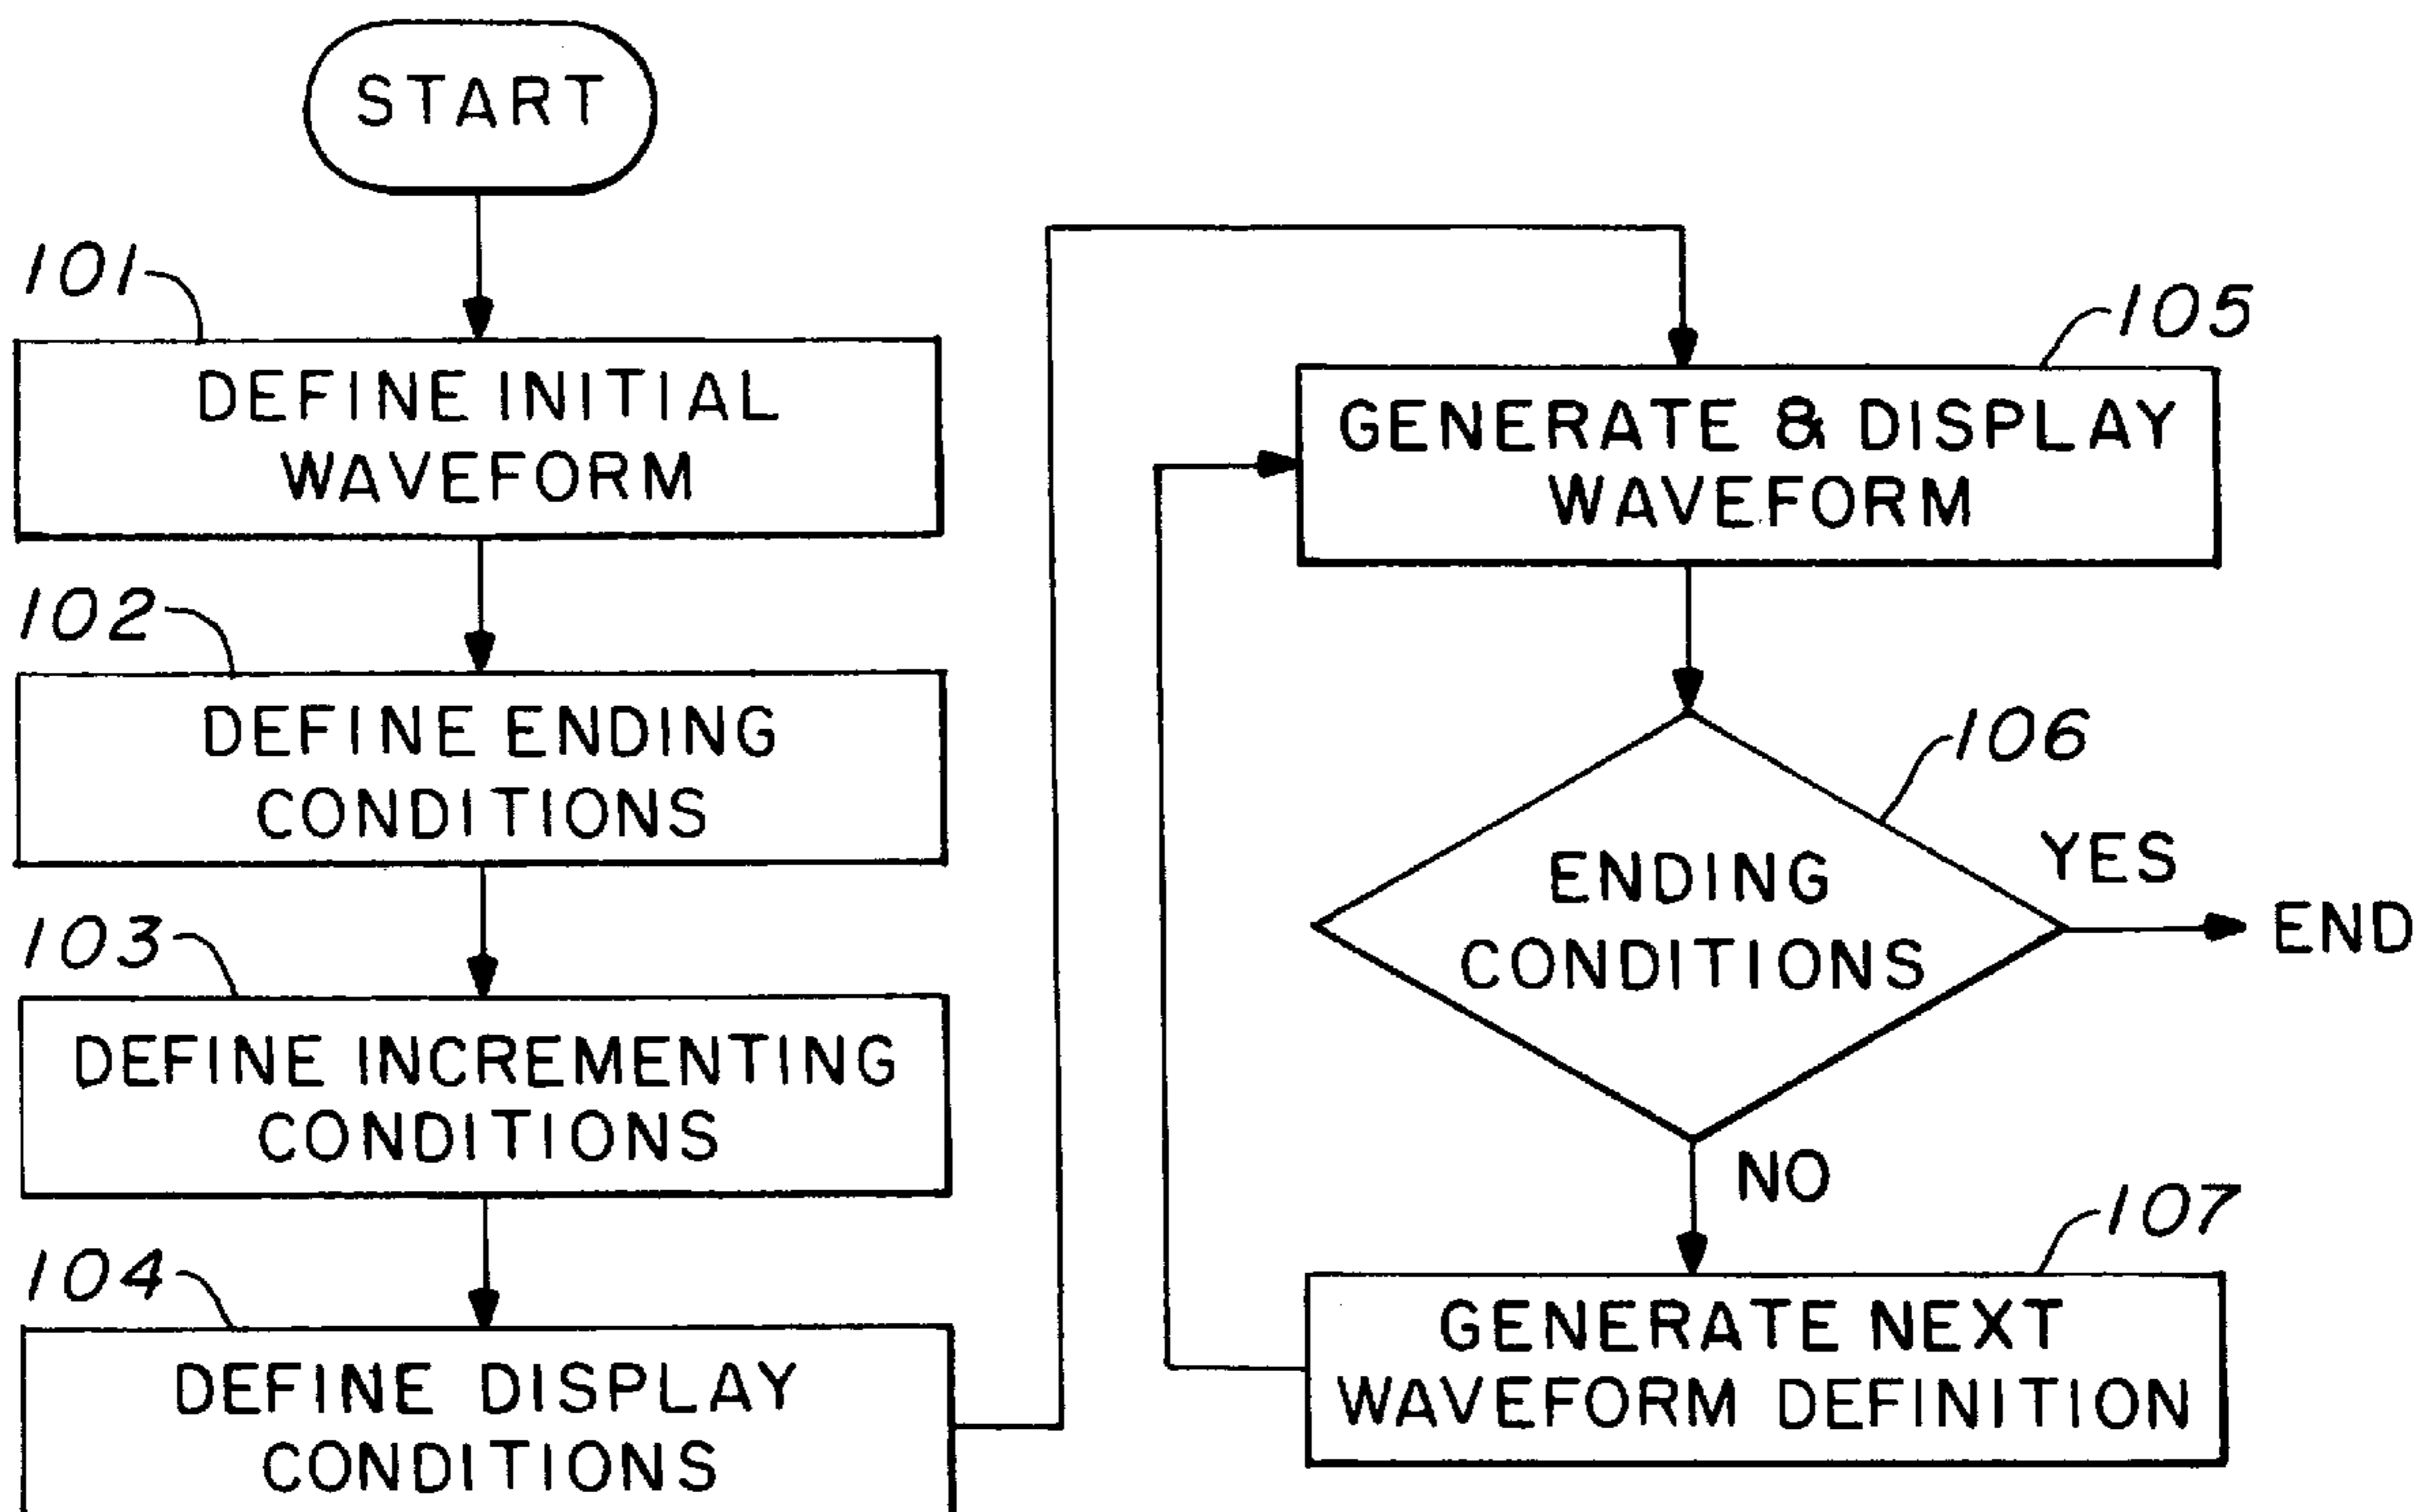 START
101
DEFINE INITIAL
WAVEFORM
102
DEFINE ENDING
CONDITIONS
103
DEFINE INCREMENTING
CONDITIONS
104
DEFINE DISPLAY
CONDITIONS
105
GENERATE & DISPLAY
WAVEFORM
106
ENDING
CONDITIONS
YES
END
NO
107
GENERATE NEXT
WAVEFORM DEFINITION